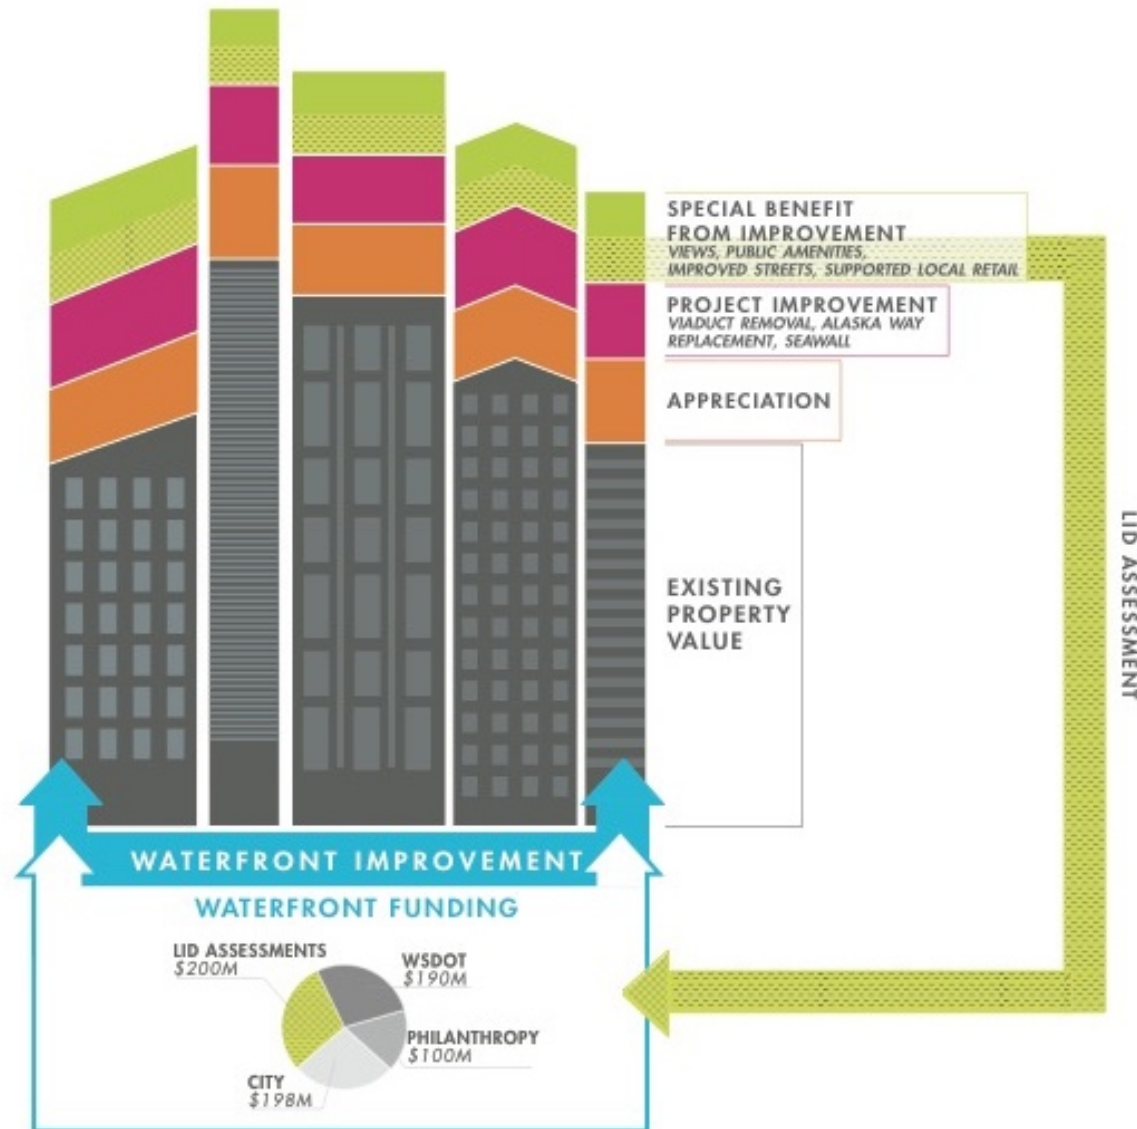 SPECIAL BENEFIT
FROM IMPROVEMENT
VIEWS, PUBLIC AMENITIES,
IMPROVED STREETS, SUPPORTED LOCAL RETAIL
PROJECT IMPROVEMENT
VIADUCT REMOVAL, ALASKA WAY
REPLACEMENT, SEAWALL
APPRECIATION
EXISTING
PROPERTY
VALUE
LID ASSESSMENT
WATERFRONT IMPROVEMENT
WATERFRONT FUNDING
LID ASSESSMENTS
$200M
WSDOT
$190M
PHILANTHROPY
$100M
CITY
$198M